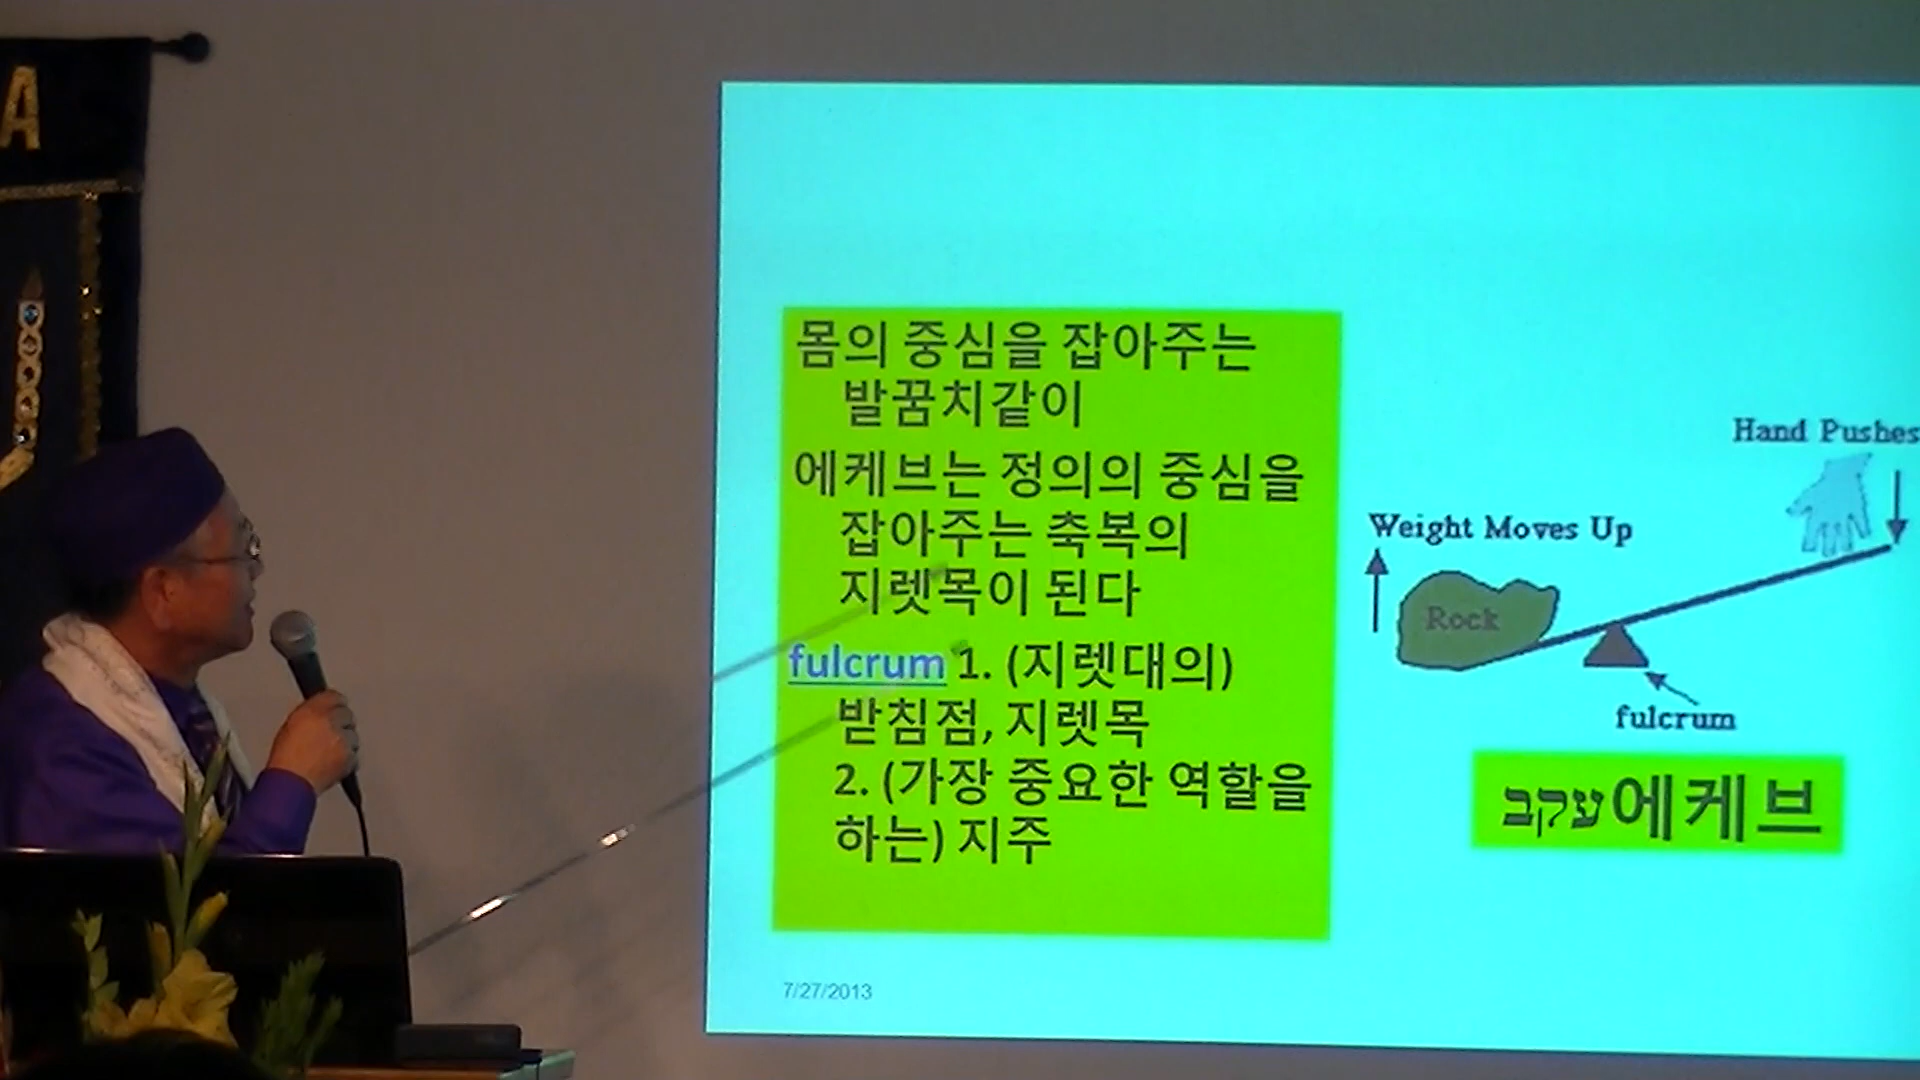 A
몸의 중심을 잡아주는
발꿈치같이
에케브는 정의의 중심을
잡아주는 축복의
지렛목이 된다
fulcrum 1. (지렛대의)
받침점, 지렛목
2. (가장 중요한 역할을
하는) 지주
Hand Pushes
Weight Moves Up
Rock
fulcrum
עקב에케브
7/27/2013